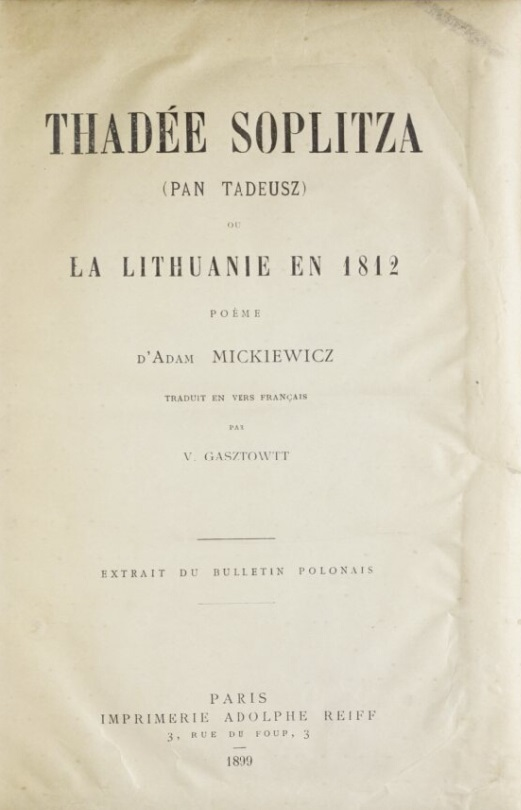 THADÉE SOPLITZA
(PAN TADEUSZ)
OU
LA LITHUANIE EN 1812
POÈME
D'ADAM MICKIEWICZ
TRADUIT EN VERS FRANÇAIS
PAR
V. GASZTOWTT
EXTRAIT DU BULLETIN POLONAIS
PARIS
IMPRIMERIE ADOLPHE REIFF
3, RUE DU FOUR, 3
1899